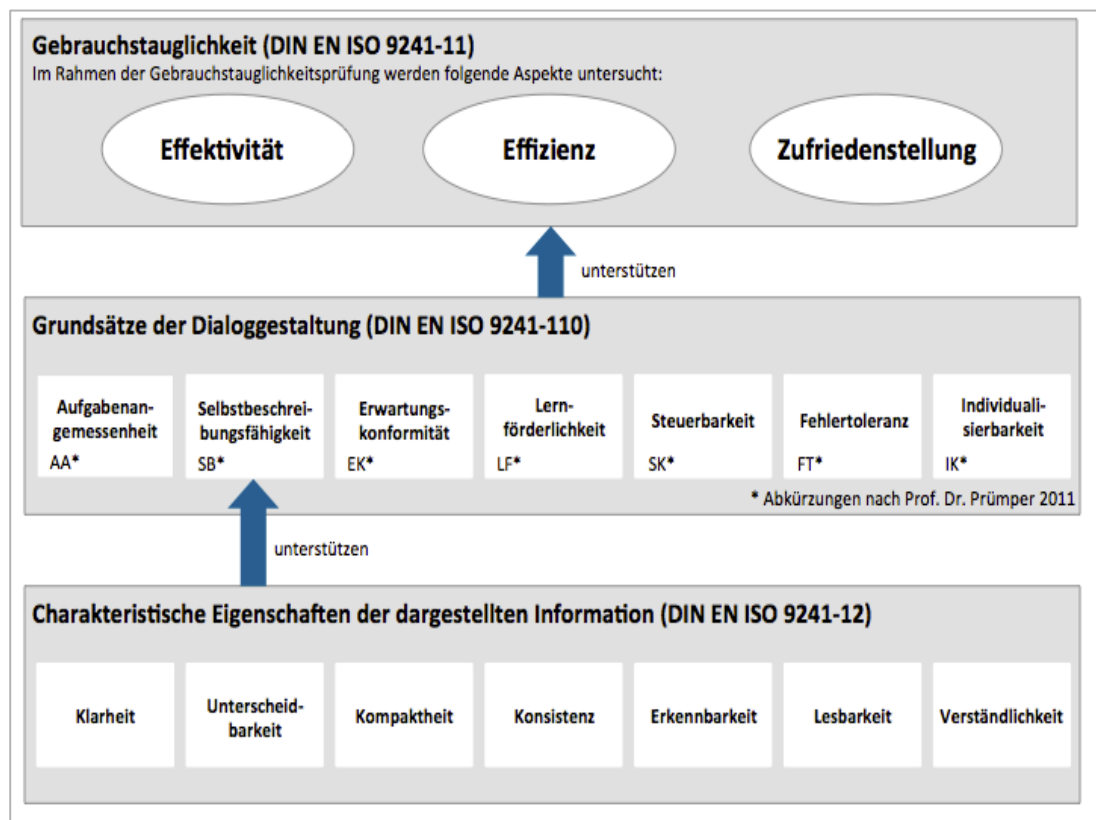 Gebrauchstauglichkeit (DIN EN ISO 9241-11)
Im Rahmen der Gebrauchstauglichkeitsprüfung werden folgende Aspekte untersucht:
Effektivität
Effizienz
Zufriedenstellung
unterstützen
Grundsätze der Dialoggestaltung (DIN EN ISO 9241-110)
Aufgabenan-
gemessenheit
AA*
Selbstbeschrei-
bungsfähigkeit
SB*
Erwartungs-
konformität
EK*
Lern-
förderlichkeit
LF*
Steuerbarkeit
SK*
Fehlertoleranz
FT*
Individuali-
sierbarkeit
IK*
* Abkürzungen nach Prof. Dr. Prümper 2011
unterstützen
Charakteristische Eigenschaften der dargestellten Information (DIN EN ISO 9241-12)
Klarheit
Unterscheid-
barkeit
Kompaktheit
Konsistenz
Erkennbarkeit
Lesbarkeit
Verständlichkeit